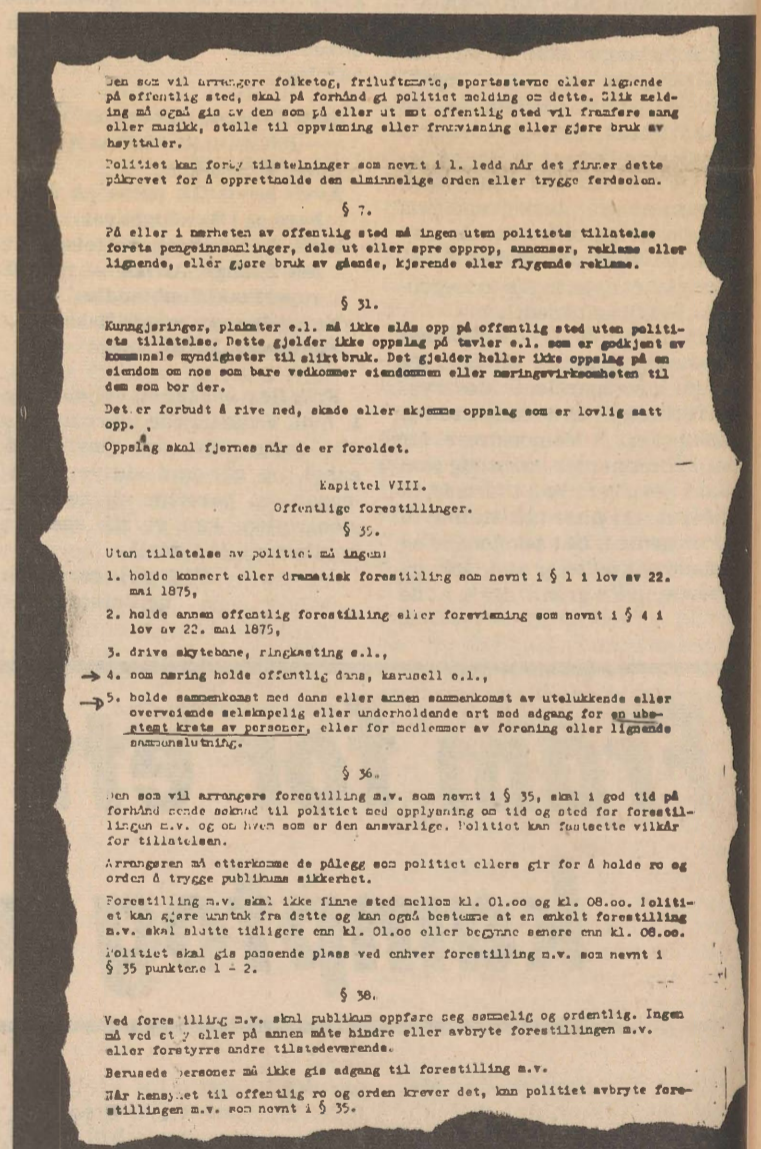 Den som vil arrangere folketog, friluftsmøte, sportsstevne eller lignende
på offentlig sted, skal på forhånd gi politiet melding om dette. Slik meld-
ing må også gis av den som på eller ut mot offentlig sted vil framføre sang
eller musikk, stelle til oppvisning eller framvisning eller gjøre bruk av
høyttaler.
Politiet kan forby tilstelninger som nevnt i l. ledd når det finner dette
påkrevet for å opprettholde den alminnelige orden eller trygge ferdselen.
§ 7.
På eller i nærheten av offentlig sted må ingen uten politiets tillatelse
foreta pengeinnsamlinger, dele ut eller spre opprop, annonser, reklame eller
lignende, eller gjøre bruk av gående, kjørende eller flygende reklame.
§ 31.
Kunngjøringer, plakater e.l. må ikke slås opp på offentlig sted uten politi-
ets tillatelse. Dette gjelder ikke oppslag på tavler e.l. som er godkjent av
kommunale myndigheter til slikt bruk. Det gjelder heller ikke oppslag på en
eiendom om noe som bare vedkommer eiendommen eller næringsvirksomheten til
dem som bor der.
Det er forbudt å rive ned, skade eller skjemme oppslag som er lovlig satt
opp.
Oppslag skal fjernes når de er foreldet.
Kapittel VIII.
Offentlige forestillinger.
§ 35.
Uten tillatelse av politiet må ingen:
1. holde konsert eller dramatisk forestilling som nevnt i § 1 i lov av 22.
mai 1875,
2. holde annen offentlig forestilling eller forevisning som nevnt i § 4 i
lov av 22. mai 1875,
3. drive skytebane, ringkasting e.l.,
→ 4. som næring holde offentlig dans, karusell e.l.,
→ 5. holde sammenkomst med dans eller annen sammenkomst av utelukkende eller
overveiende selskapelig eller underholdende art med adgang for en ube-
stemt krets av personer, eller for medlemmer av forening eller lignende
sammenslutning.
§ 36.
Den som vil arrangere forestilling m.v. som nevnt i § 35, skal i god tid på
forhånd sende søknad til politiet med opplysning om tid og sted for forestil-
lingen m.v. og om hvem som er den ansvarlige. Politiet kan fastsette vilkår
for tillatelsen.
Arrangøren må etterkomme de pålegg som politiet ellers gir for å holde ro og
orden å trygge publikums sikkerhet.
Forestilling m.v. skal ikke finne sted mellom kl. 01.00 og kl. 08.00. Politi-
et kan gjøre unntak fra dette og kan også bestemme at en enkelt forestilling
m.v. skal slutte tidligere enn kl. 01.00 eller begynne senere enn kl. 08.00.
Politiet skal gis passende plass ved enhver forestilling m.v. som nevnt i
§ 35 punktene 1 - 2.
§ 38.
Ved forestilling m.v. skal publikum oppføre seg sømmelig og ordentlig. Ingen
må ved støy eller på annen måte hindre eller avbryte forestillingen m.v.
eller forstyrre andre tilstedeværende.
Berusede personer må ikke gis adgang til forestilling m.v.
Når hensynet til offentlig ro og orden krever det, kan politiet avbryte fore-
stillingen m.v. som nevnt i § 35.